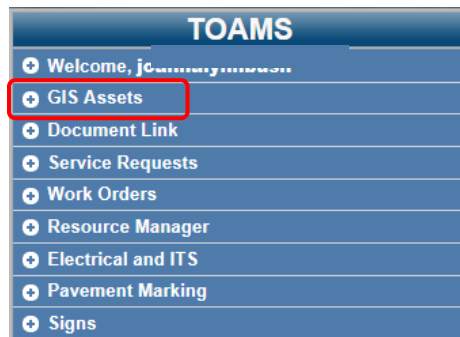 TOAMS
Welcome,
GIS Assets
Document Link
Service Requests
Work Orders
Resource Manager
Electrical and ITS
Pavement Marking
Signs